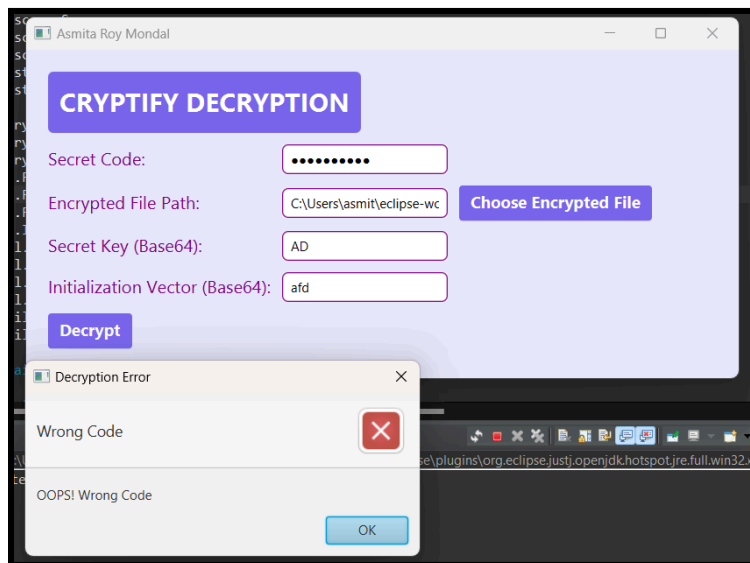 Asmita Roy Mondal
CRYPTIFY DECRYPTION
Secret Code:
Encrypted File Path: C:\Users\asmit\eclipse-wo Choose Encrypted File
Secret Key (Base64): AD
Initialization Vector (Base64): afd
Decrypt
Decryption Error
Wrong Code
se\plugins\org.eclipse.justj.openjdk.hotspot.jre.full.win32.
OOPS! Wrong Code
OK